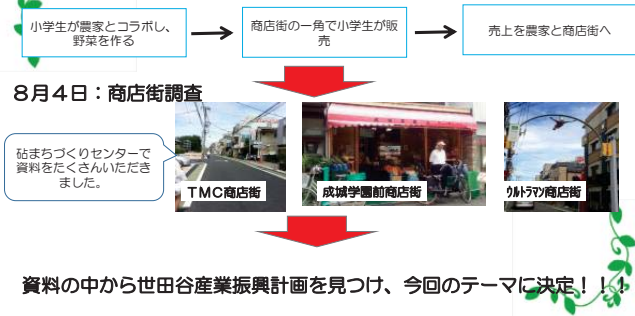 小学生が農家とコラボし、
野菜を作る
商店街の一角で小学生が販
売
売上を農家と商店街へ
8月4日：商店街調査
砧まちづくりセンターで
資料をたくさんいただき
ました。
TMC商店街
成城学園前商店街
ウルトラマン商店街
資料の中から世田谷産業振興計画を見つけ、今回のテーマに決定！！！